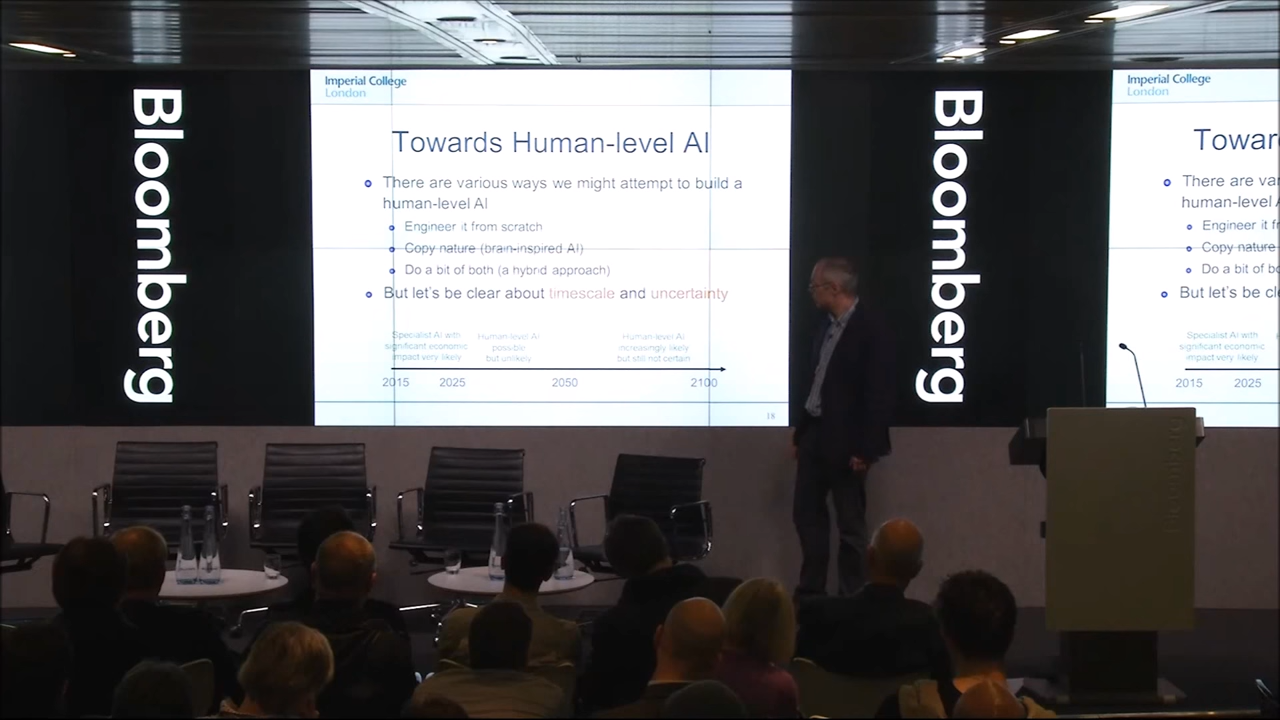 Bloomberg
Imperial College
London
Towards Human-level AI
There are various ways we might attempt to build a
human-level AI
Engineer it from scratch
Copy nature (brain-inspired AI)
Do a bit of both (a hybrid approach)
But let's be clear about timescale and uncertainty
Specialist AI with
significant economic
impact very likely
Human-level AI
possible
but unlikely
Human-level AI
increasingly likely
but still not certain
2015 2025 2050 2100
18
Bloomberg
Imperial College
London
Towar
There are var
human-level A
Engineer it fr
Copy nature
Do a bit of bo
But let's be cle
Specialist AI with
significant economic
impact very likely
2015 2025
Bloomberg